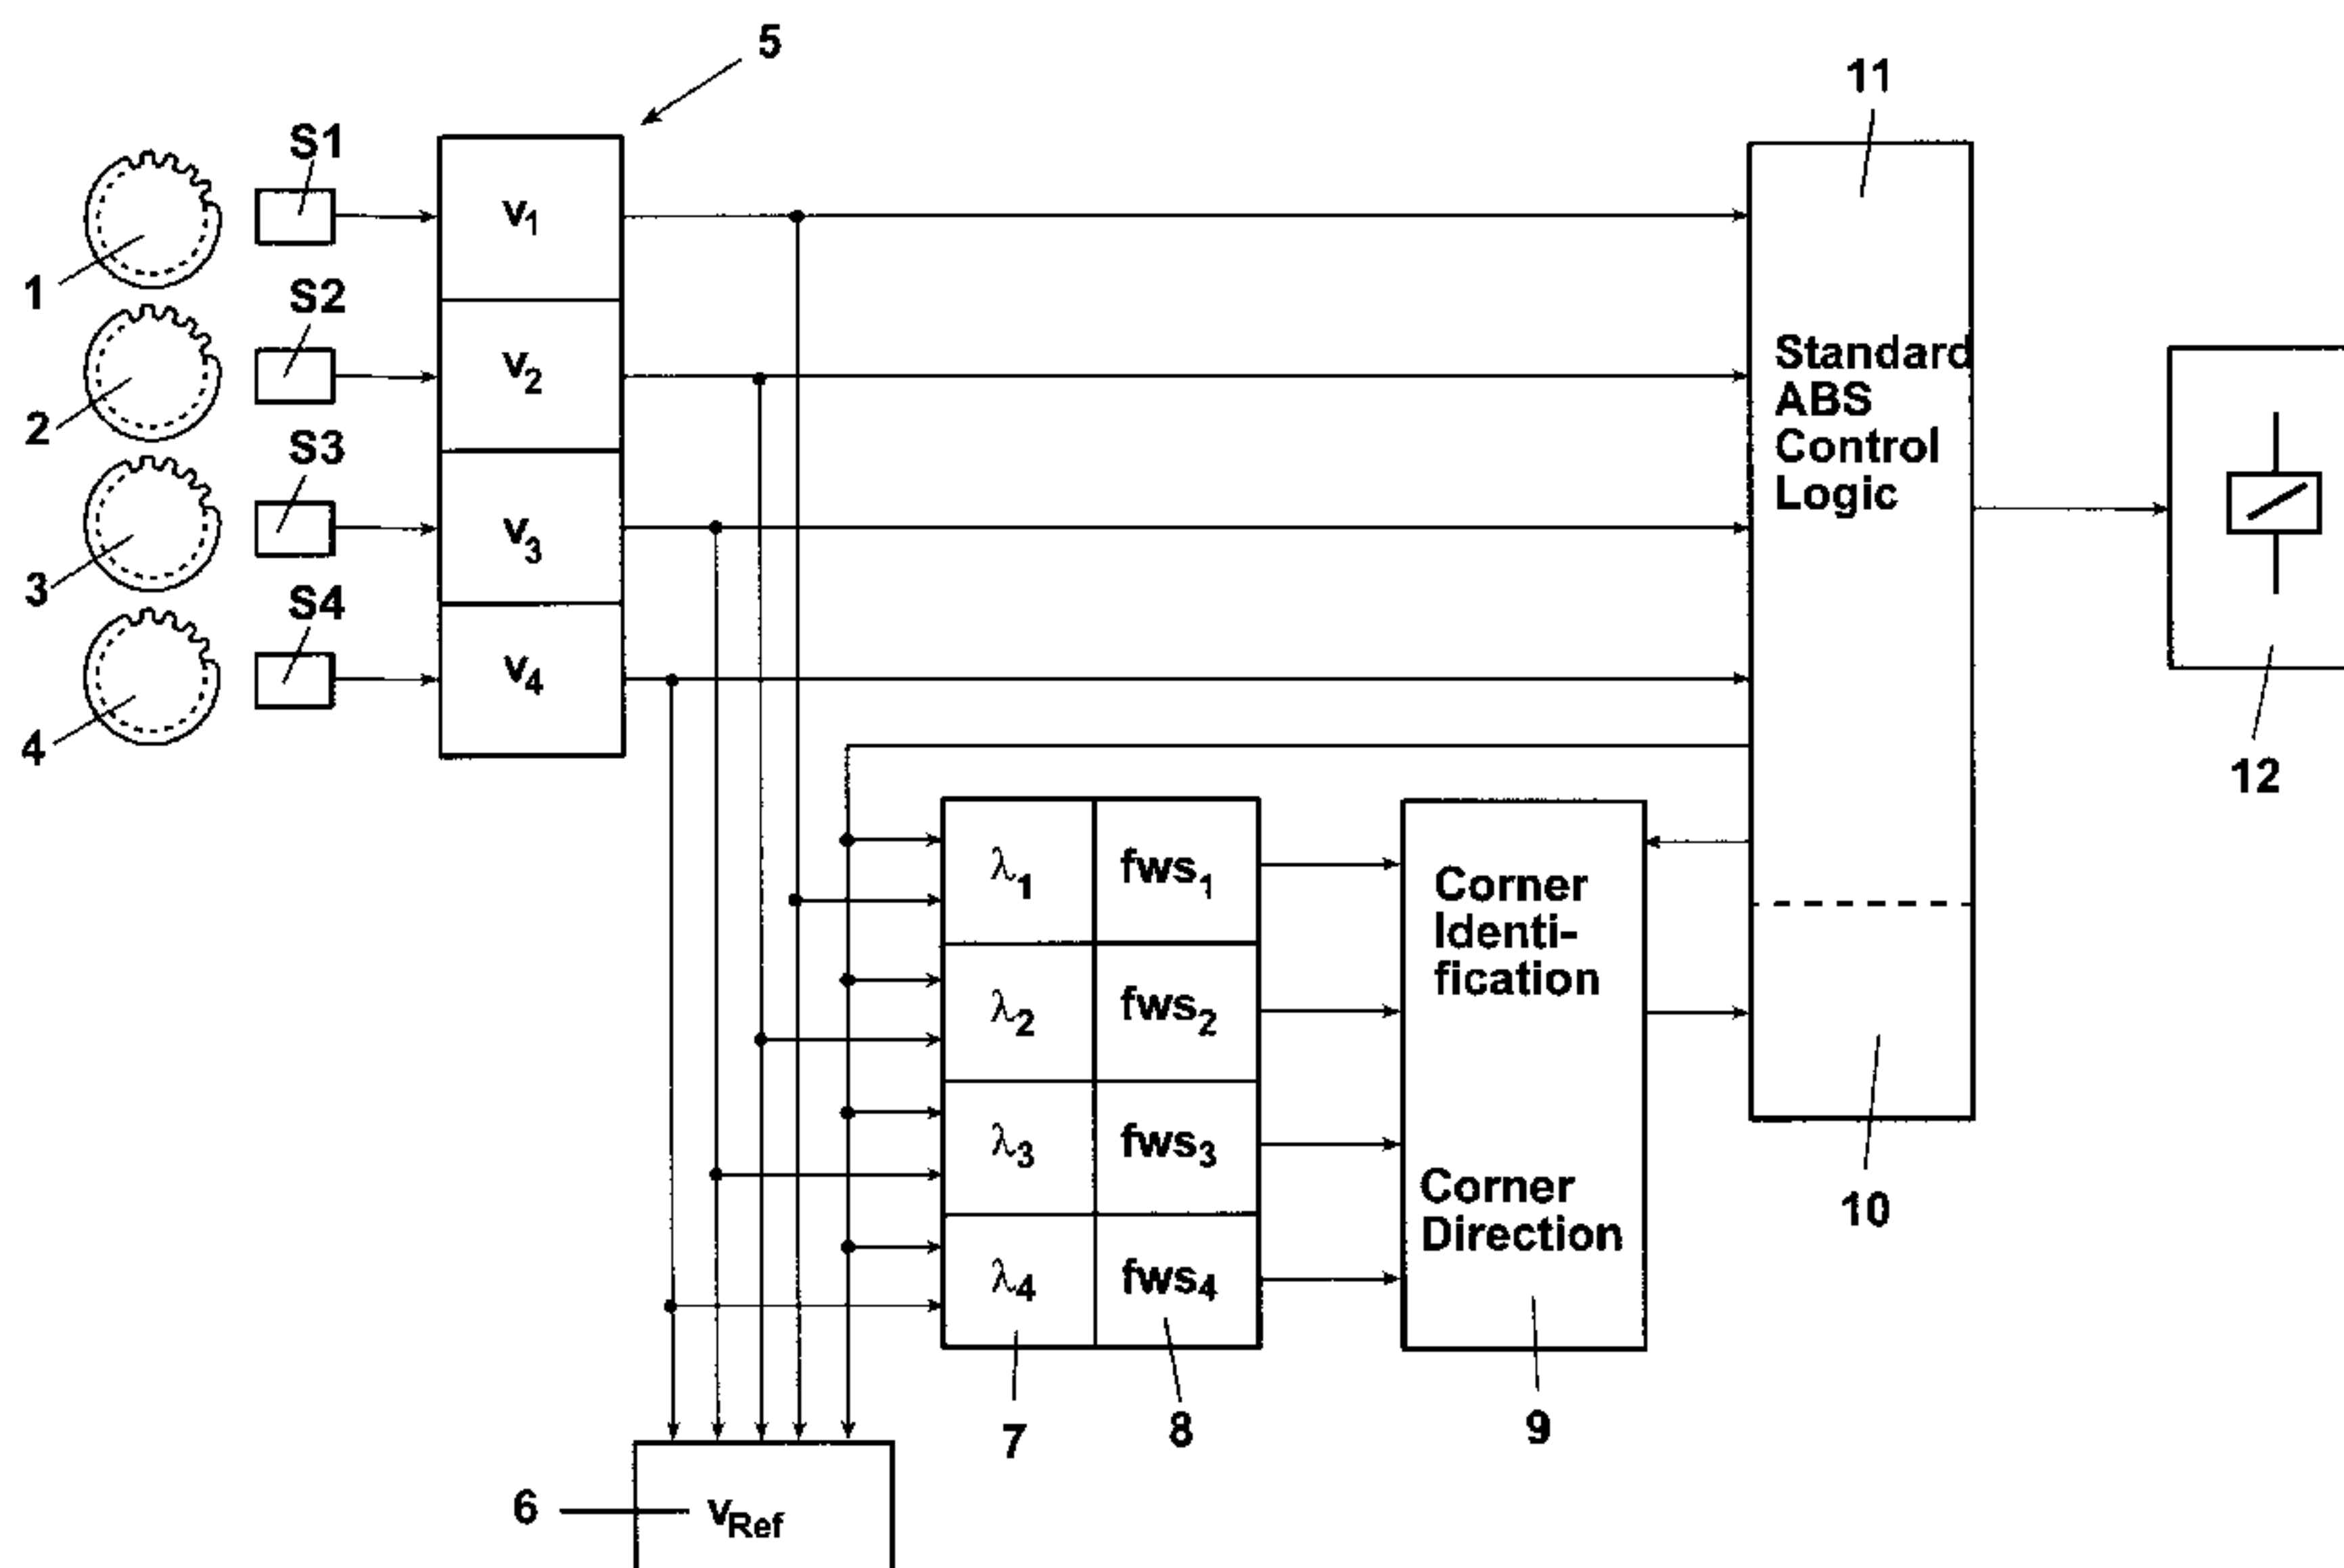 5
11
S1
v1
1
S2
v2
2
S3
v3
3
S4
v4
4
Standard
ABS
Control
Logic
12
λ1 fws1
λ2 fws2
λ3 fws3
λ4 fws4
Corner
Identi-
fication
Corner
Direction
10
7
8
9
6
vRef